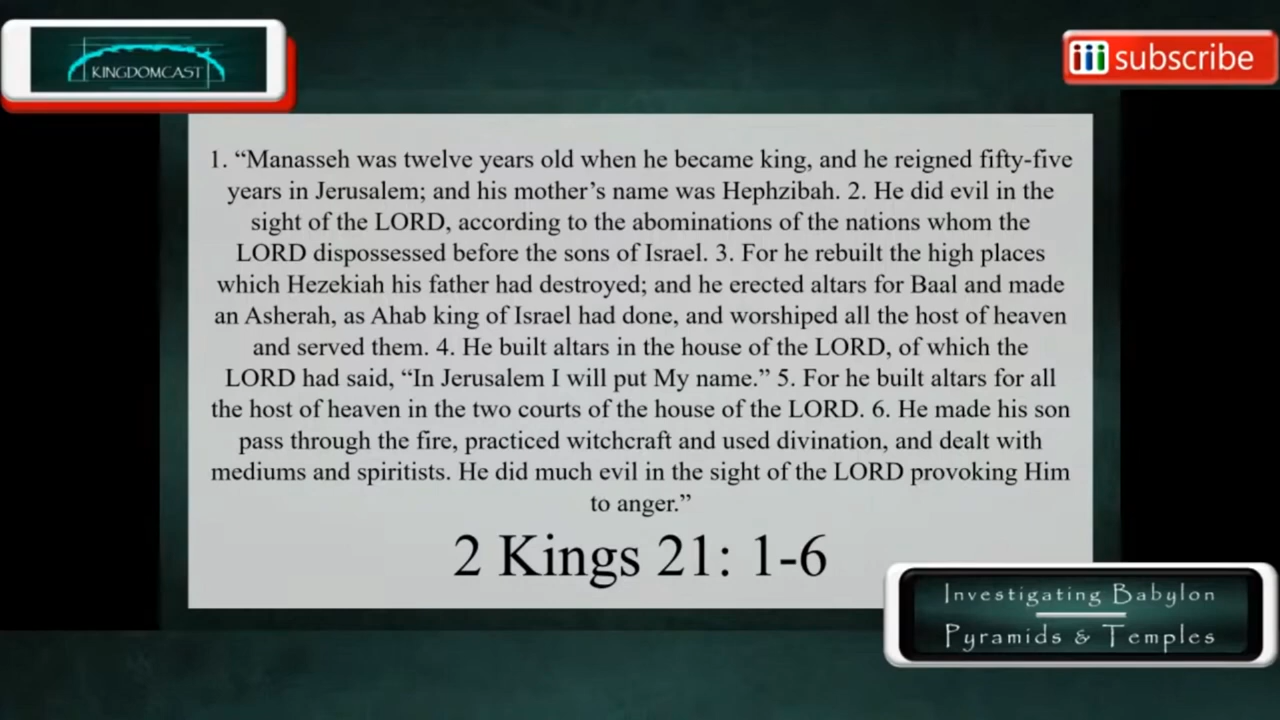 KINGDOMCAST
subscribe
1. “Manasseh was twelve years old when he became king, and he reigned fifty-five
years in Jerusalem; and his mother’s name was Hephzibah. 2. He did evil in the
sight of the LORD, according to the abominations of the nations whom the
LORD dispossessed before the sons of Israel. 3. For he rebuilt the high places
which Hezekiah his father had destroyed; and he erected altars for Baal and made
an Asherah, as Ahab king of Israel had done, and worshiped all the host of heaven
and served them. 4. He built altars in the house of the LORD, of which the
LORD had said, “In Jerusalem I will put My name.” 5. For he built altars for all
the host of heaven in the two courts of the house of the LORD. 6. He made his son
pass through the fire, practiced witchcraft and used divination, and dealt with
mediums and spiritists. He did much evil in the sight of the LORD provoking Him
to anger.”
2 Kings 21: 1-6
Investigating Babylon
Pyramids & Temples